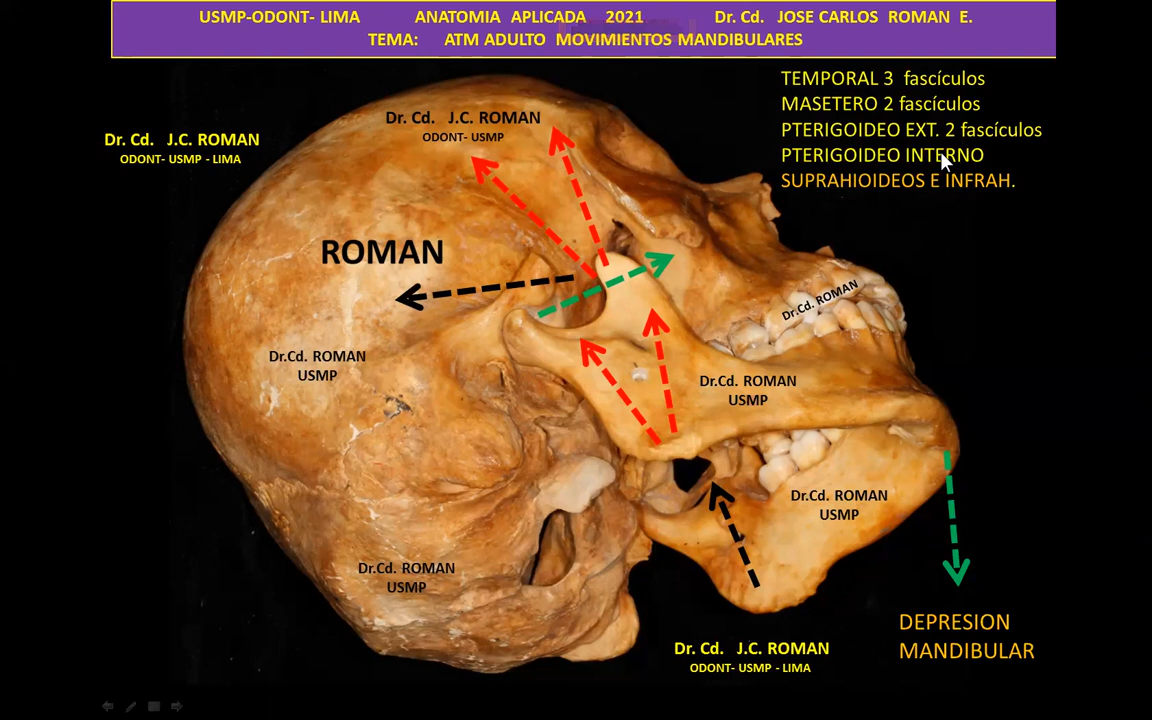 USMP-ODONT- LIMA ANATOMIA APLICADA 2021 Dr. Cd. JOSE CARLOS ROMAN E.
TEMA: ATM ADULTO MOVIMIENTOS MANDIBULARES
TEMPORAL 3 fascículos
MASETERO 2 fascículos
PTERIGOIDEO EXT. 2 fascículos
PTERIGOIDEO INTERNO
SUPRAHIOIDEOS E INFRAH.
Dr. Cd. J.C. ROMAN
ODONT- USMP
Dr. Cd. J.C. ROMAN
ODONT- USMP - LIMA
ROMAN
Dr.Cd. ROMAN
Dr.Cd. ROMAN
USMP
Dr.Cd. ROMAN
USMP
Dr.Cd. ROMAN
USMP
Dr.Cd. ROMAN
USMP
DEPRESION
MANDIBULAR
Dr. Cd. J.C. ROMAN
ODONT- USMP - LIMA